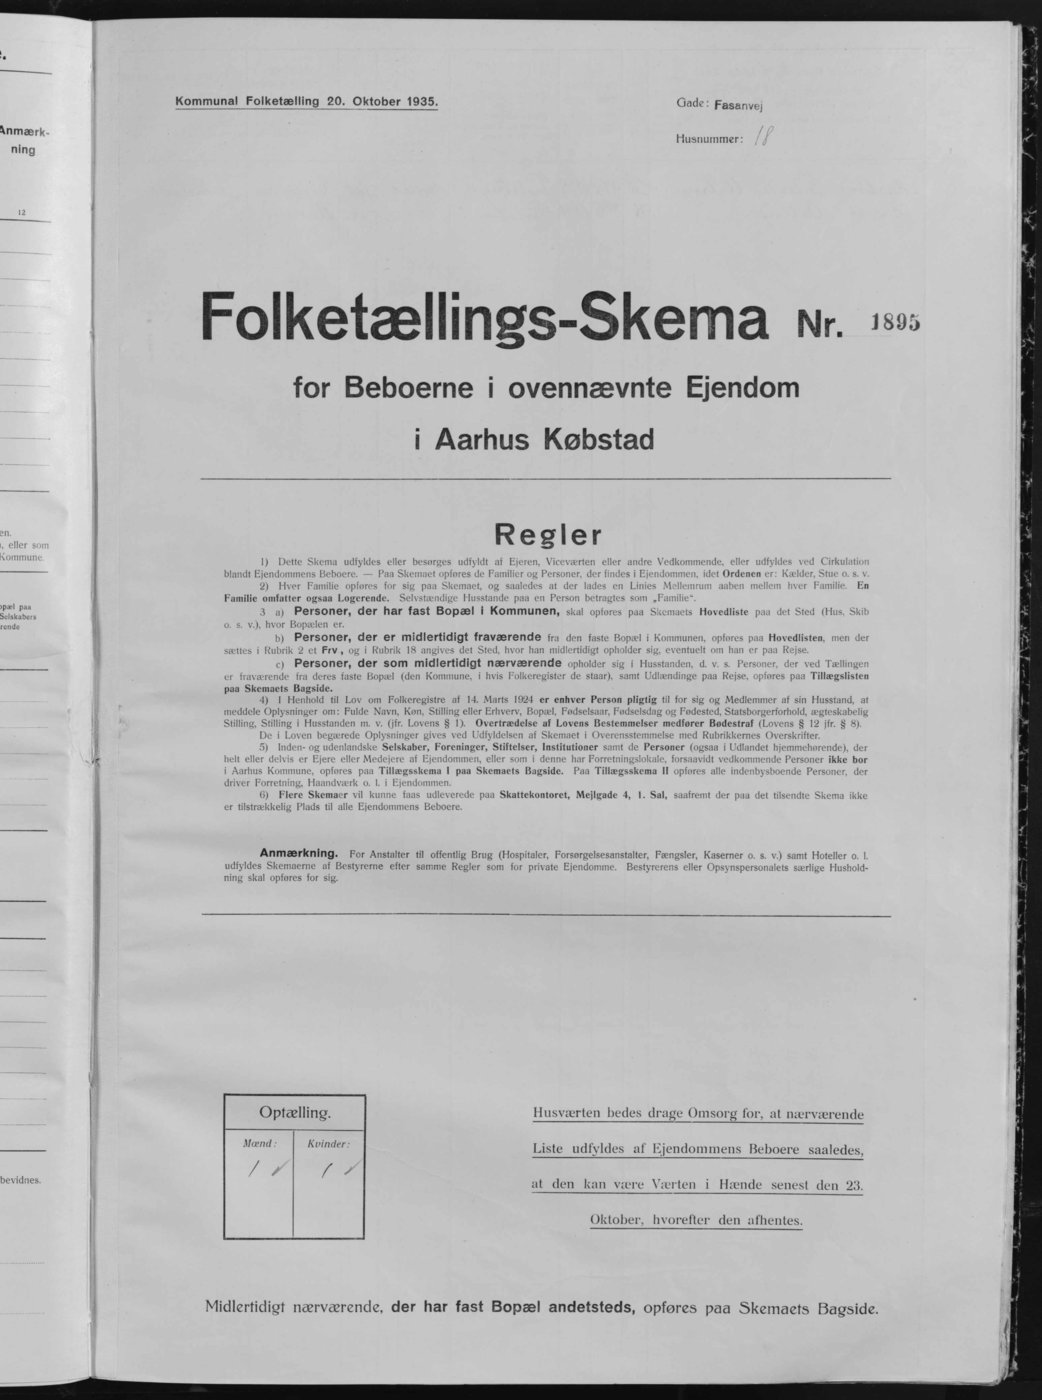 e.
Anmærk-
ning
12
en.
, eller som
Kommune.
opæl paa
Selskabers
rende
bevidnes.
Kommunal Folketælling 20. Oktober 1935.
Gade: Fasanvej
Husnummer: 18
Folketællings-Skema Nr. 1895
for Beboerne i ovennævnte Ejendom
i Aarhus Købstad
Regler
1) Dette Skema udfyldes eller besørges udfyldt af Ejeren, Viceværten eller andre Vedkommende, eller udfyldes ved Cirkulation
blandt Ejendommens Beboere. — Paa Skemaet opføres de Familier og Personer, der findes i Ejendommen, idet Ordenen er: Kælder, Stue o. s. v.
2) Hver Familie opføres for sig paa Skemaet, og saaledes at der lades en Linies Mellemrum aaben mellem hver Familie. En
Familie omfatter ogsaa Logerende. Selvstændige Husstande paa en Person betragtes som „Familie“.
3 a) Personer, der har fast Bopæl i Kommunen, skal opføres paa Skemaets Hovedliste paa det Sted (Hus, Skib
o. s. v.), hvor Bopælen er.
b) Personer, der er midlertidigt fraværende fra den faste Bopæl i Kommunen, opføres paa Hovedlisten, men der
sættes i Rubrik 2 et Frv , og i Rubrik 18 angives det Sted, hvor han midlertidigt opholder sig, eventuelt om han er paa Rejse.
c) Personer, der som midlertidigt nærværende opholder sig i Husstanden, d. v. s. Personer, der ved Tællingen
er fraværende fra deres faste Bopæl (den Kommune, i hvis Folkeregister de staar), samt Udlændinge paa Rejse, opføres paa Tillægslisten
paa Skemaets Bagside.
4) I Henhold til Lov om Folkeregistre af 14. Marts 1924 er enhver Person pligtig til for sig og Medlemmer af sin Husstand, at
meddele Oplysninger om: Fulde Navn, Køn, Stilling eller Erhverv, Bopæl, Fødselsaar, Fødselsdag og Fødested, Statsborgerforhold, ægteskabelig
Stilling, Stilling i Husstanden m. v. (jfr. Lovens § 1). Overtrædelse af Lovens Bestemmelser medfører Bødestraf (Lovens § 12 jfr. § 8).
De i Loven begærede Oplysninger gives ved Udfyldelsen af Skemaet i Overensstemmelse med Rubrikkernes Overskrifter.
5) Inden- og udenlandske Selskaber, Foreninger, Stiftelser, Institutioner samt de Personer (ogsaa i Udlandet hjemmehørende), der
helt eller delvis er Ejere eller Medejere af Ejendommen, eller som i denne har Forretningslokale, forsaavidt vedkommende Personer ikke bor
i Aarhus Kommune, opføres paa Tillægsskema I paa Skemaets Bagside. Paa Tillægsskema II opføres alle indenbysboende Personer, der
driver Forretning, Haandværk o. l. i Ejendommen.
6) Flere Skemaer vil kunne faas udleverede paa Skattekontoret, Mejlgade 4, 1. Sal, saafremt der paa det tilsendte Skema ikke
er tilstrækkelig Plads til alle Ejendommens Beboere.
Anmærkning. For Anstalter til offentlig Brug (Hospitaler, Forsørgelsesanstalter, Fængsler, Kaserner o. s. v.) samt Hoteller o. l.
udfyldes Skemaerne af Bestyrerne efter samme Regler som for private Ejendomme. Bestyrerens eller Opsynspersonalets særlige Hushold-
ning skal opføres for sig.
Optælling.
Mænd: Kvinder:
1 1
Husværten bedes drage Omsorg for, at nærværende
Liste udfyldes af Ejendommens Beboere saaledes,
at den kan være Værten i Hænde senest den 23.
Oktober, hvorefter den afhentes.
Midlertidigt nærværende, der har fast Bopæl andetsteds, opføres paa Skemaets Bagside.